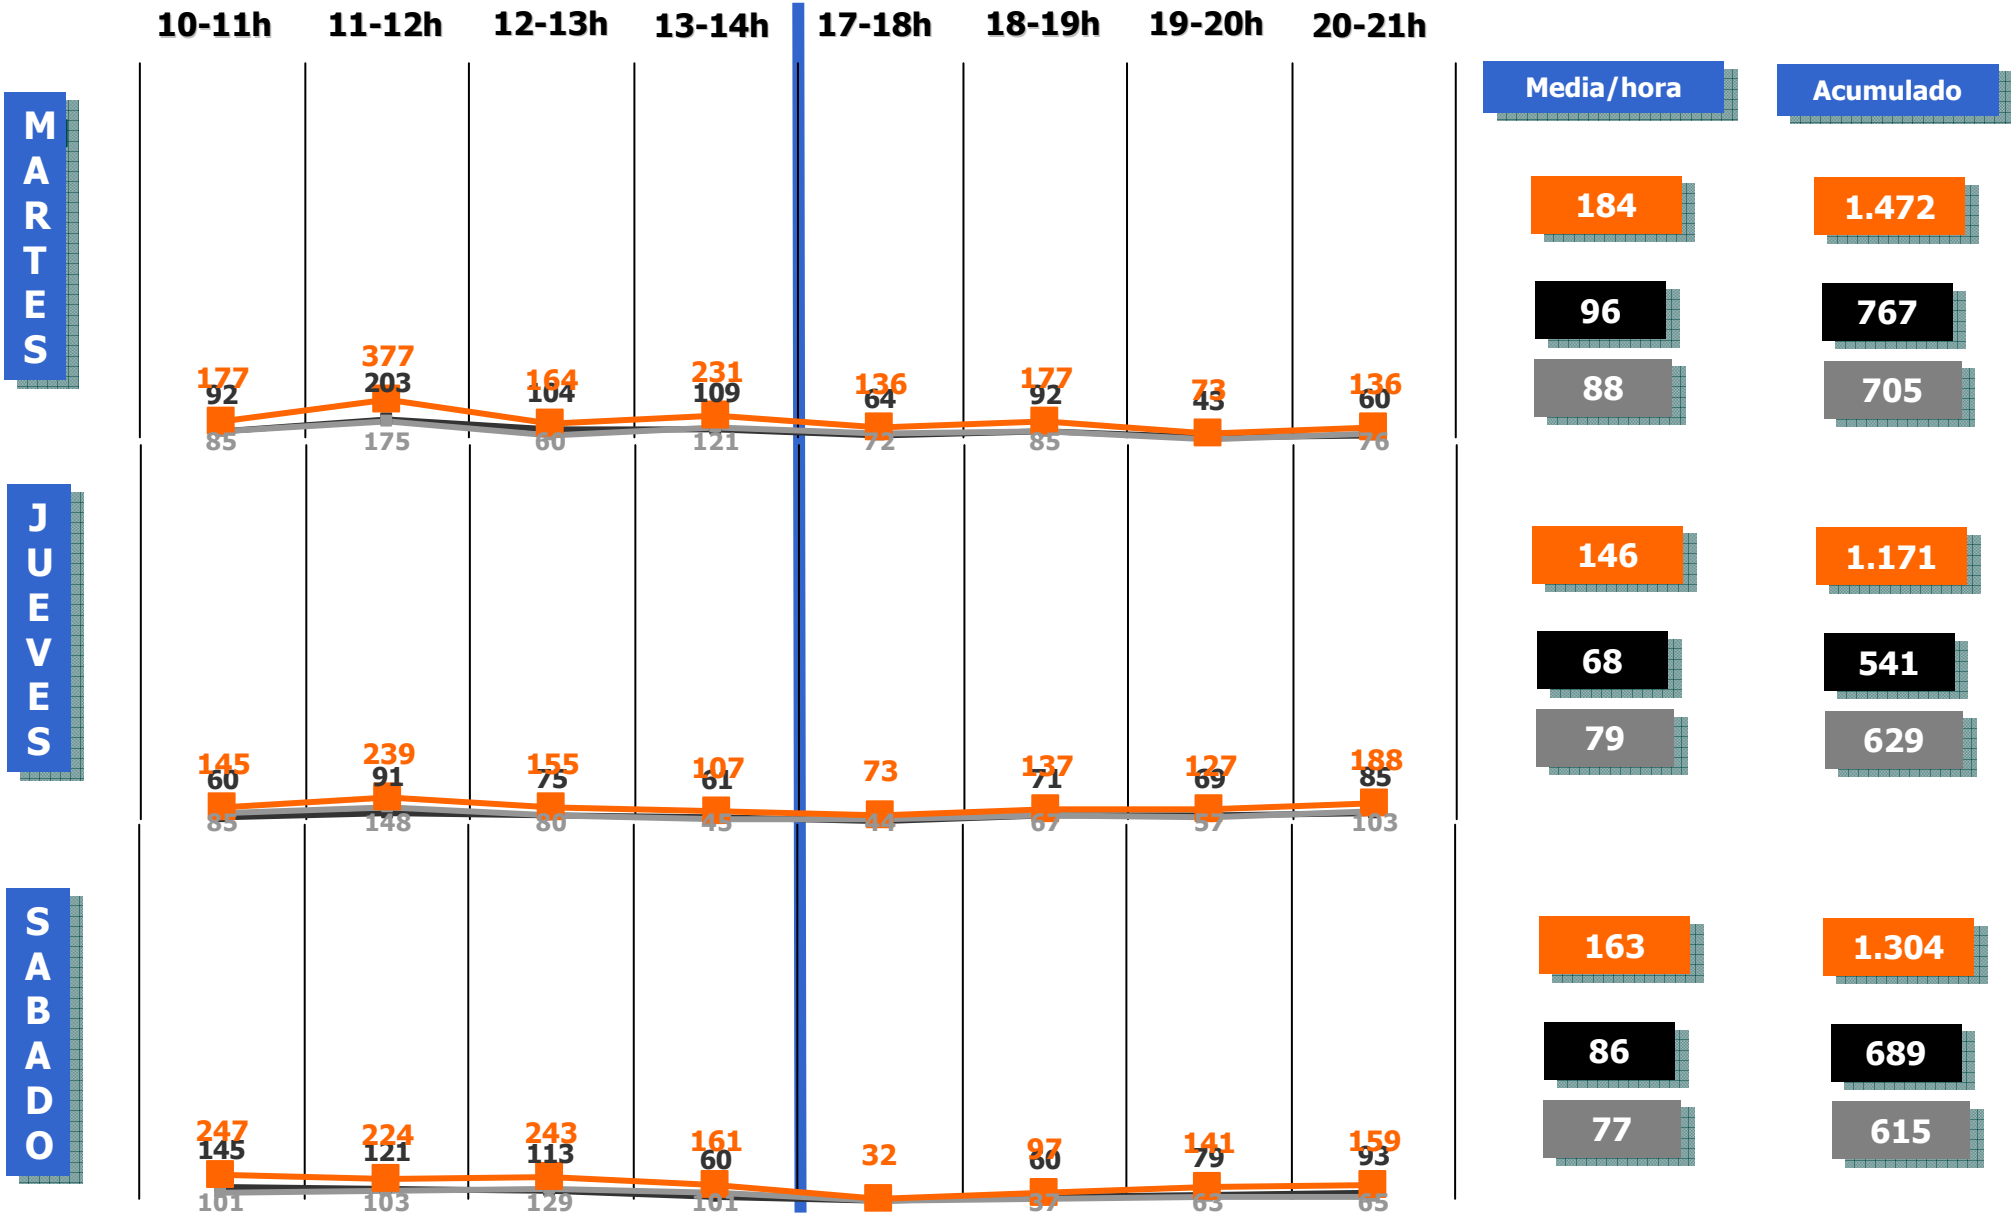 10-11h 11-12h 12-13h 13-14h 17-18h 18-19h 19-20h 20-21h
Media/hora Acumulado
MARTES
177 377 164 231 136 177 73 136
92 203 104 109 64 92 43 60
85 175 60 121 72 85 76
184 1.472
96 767
88 705
JUEVES
145 239 155 107 73 137 127 188
60 91 75 61 71 69 85
85 148 80 45 44 67 57 103
146 1.171
68 541
79 629
SABADO
247 224 243 161 32 97 141 159
145 121 113 60 60 79 93
101 103 129 101 37 63 65
163 1.304
86 689
77 615